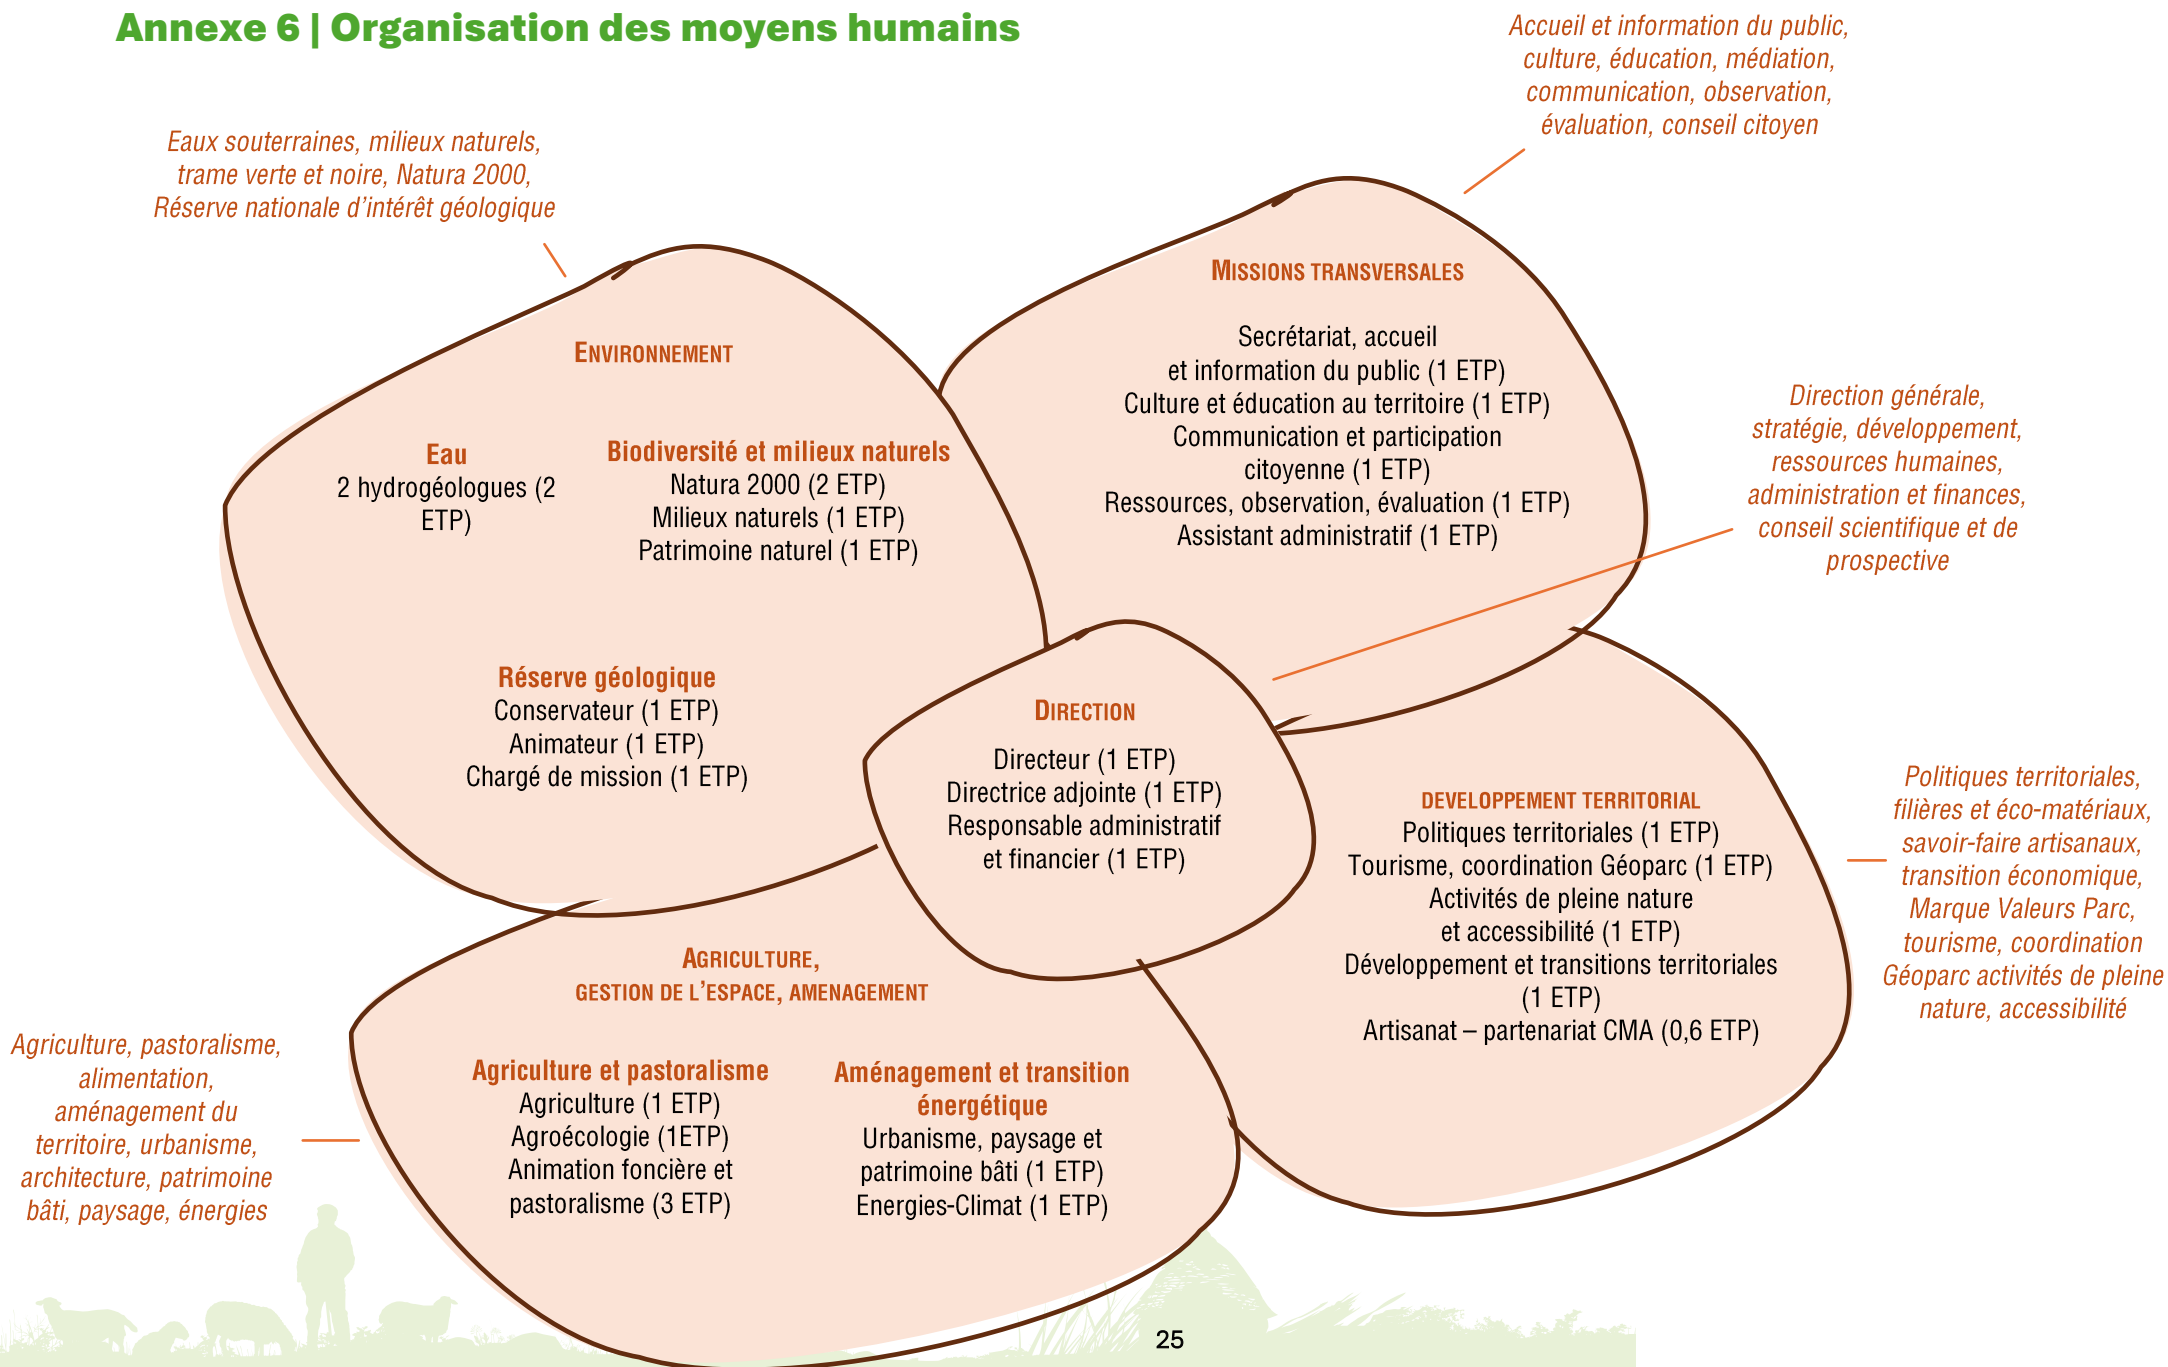 Annexe 6 | Organisation des moyens humains
Accueil et information du public,
culture, éducation, médiation,
communication, observation,
évaluation, conseil citoyen
Eaux souterraines, milieux naturels,
trame verte et noire, Natura 2000,
Réserve nationale d’intérêt géologique
MISSIONS TRANSVERSALES
Secrétariat, accueil
et information du public (1 ETP)
Culture et éducation au territoire (1 ETP)
Communication et participation
citoyenne (1 ETP)
Ressources, observation, évaluation (1 ETP)
Assistant administratif (1 ETP)
ENVIRONNEMENT
Eau
2 hydrogéologues (2
ETP)
Biodiversité et milieux naturels
Natura 2000 (2 ETP)
Milieux naturels (1 ETP)
Patrimoine naturel (1 ETP)
Réserve géologique
Conservateur (1 ETP)
Animateur (1 ETP)
Chargé de mission (1 ETP)
Direction générale,
stratégie, développement,
ressources humaines,
administration et finances,
conseil scientifique et de
prospective
DIRECTION
Directeur (1 ETP)
Directrice adjointe (1 ETP)
Responsable administratif
et financier (1 ETP)
DEVELOPPEMENT TERRITORIAL
Politiques territoriales (1 ETP)
Tourisme, coordination Géoparc (1 ETP)
Activités de pleine nature
et accessibilité (1 ETP)
Développement et transitions territoriales
(1 ETP)
Artisanat – partenariat CMA (0,6 ETP)
Politiques territoriales,
filières et éco-matériaux,
savoir-faire artisanaux,
transition économique,
Marque Valeurs Parc,
tourisme, coordination
Géoparc activités de pleine
nature, accessibilité
AGRICULTURE,
GESTION DE L’ESPACE, AMENAGEMENT
Agriculture et pastoralisme
Agriculture (1 ETP)
Agroécologie (1ETP)
Animation foncière et
pastoralisme (3 ETP)
Aménagement et transition
énergétique
Urbanisme, paysage et
patrimoine bâti (1 ETP)
Energies-Climat (1 ETP)
Agriculture, pastoralisme,
alimentation,
aménagement du
territoire, urbanisme,
architecture, patrimoine
bâti, paysage, énergies
25